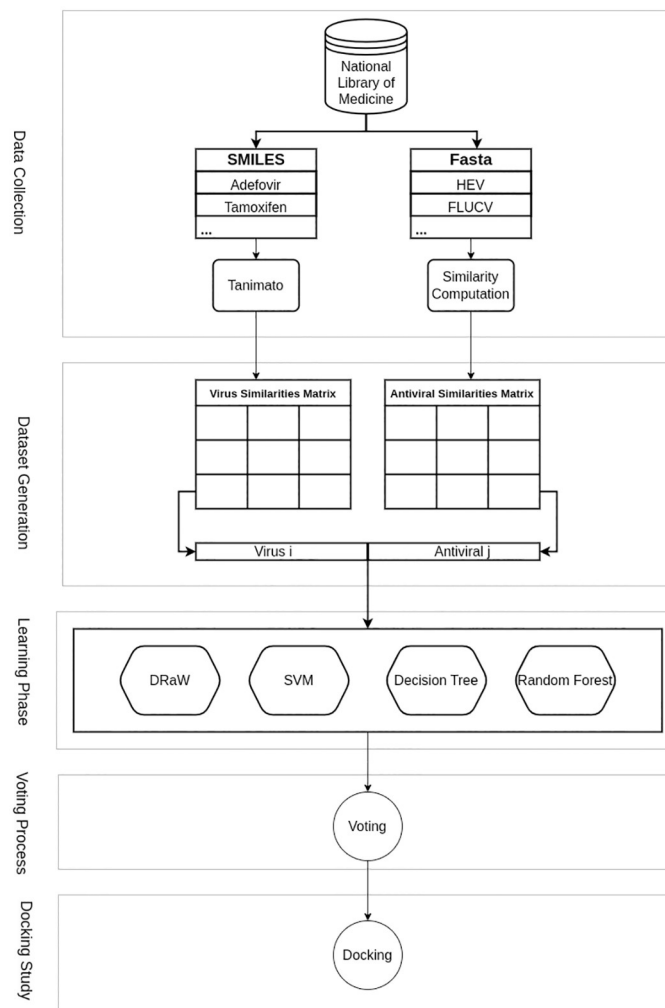 National
Library of
Medicine
Data Collection
SMILES
Adefovir
Tamoxifen
...
Fasta
HEV
FLUCV
...
Tanimato
Similarity
Computation
Dataset Generation
Virus Similarities Matrix
Antiviral Similarities Matrix
Virus i
Antiviral j
Learning Phase
DRaW
SVM
Decision Tree
Random Forest
Voting Process
Voting
Docking Study
Docking